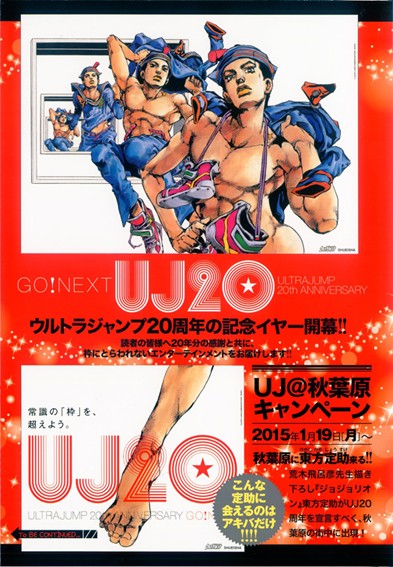 GO!NEXT UJ20 ULTRAJUMP
20th ANNIVERSARY
ウルトラジャンプ20周年の記念イヤー開幕!!
読者の皆様へ20年分の感謝と共に、
枠にとらわれないエンターテインメントをお届けします!!
常識の「枠」を、
超えよう。
UJ20
ULTRAJUMP 20th ANNIVERSARY GO!
TO BE CONTINUED...
SHUEISHA
UJ@秋葉原
キャンペーン
2015年1月19日[月]〜
秋葉原に東方定助来る!!
荒木飛呂彦先生描き
下ろし『ジョジョリオ
ン』東方定助がUJ20
周年を宣言すべく、秋
葉原の街中に出現!
こんな
定助に
会えるのは
アキバだけ
!!!!
SHUEISHA